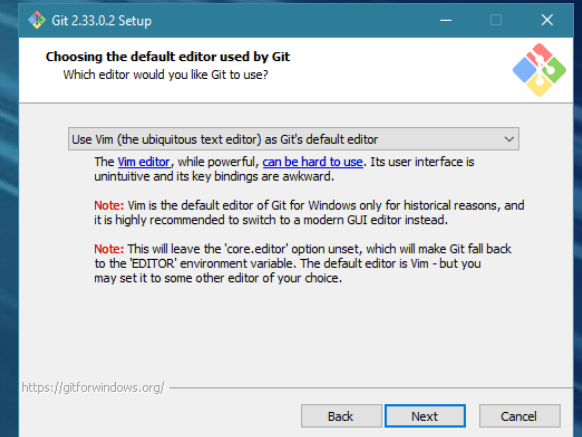 Git 2.33.0.2 Setup
Choosing the default editor used by Git
Which editor would you like Git to use?
Use Vim (the ubiquitous text editor) as Git's default editor
The Vim editor, while powerful, can be hard to use. Its user interface is
unintuitive and its key bindings are awkward.
Note: Vim is the default editor of Git for Windows only for historical reasons, and
it is highly recommended to switch to a modern GUI editor instead.
Note: This will leave the 'core.editor' option unset, which will make Git fall back
to the 'EDITOR' environment variable. The default editor is Vim - but you
may set it to some other editor of your choice.
https://gitforwindows.org/
Back Next Cancel